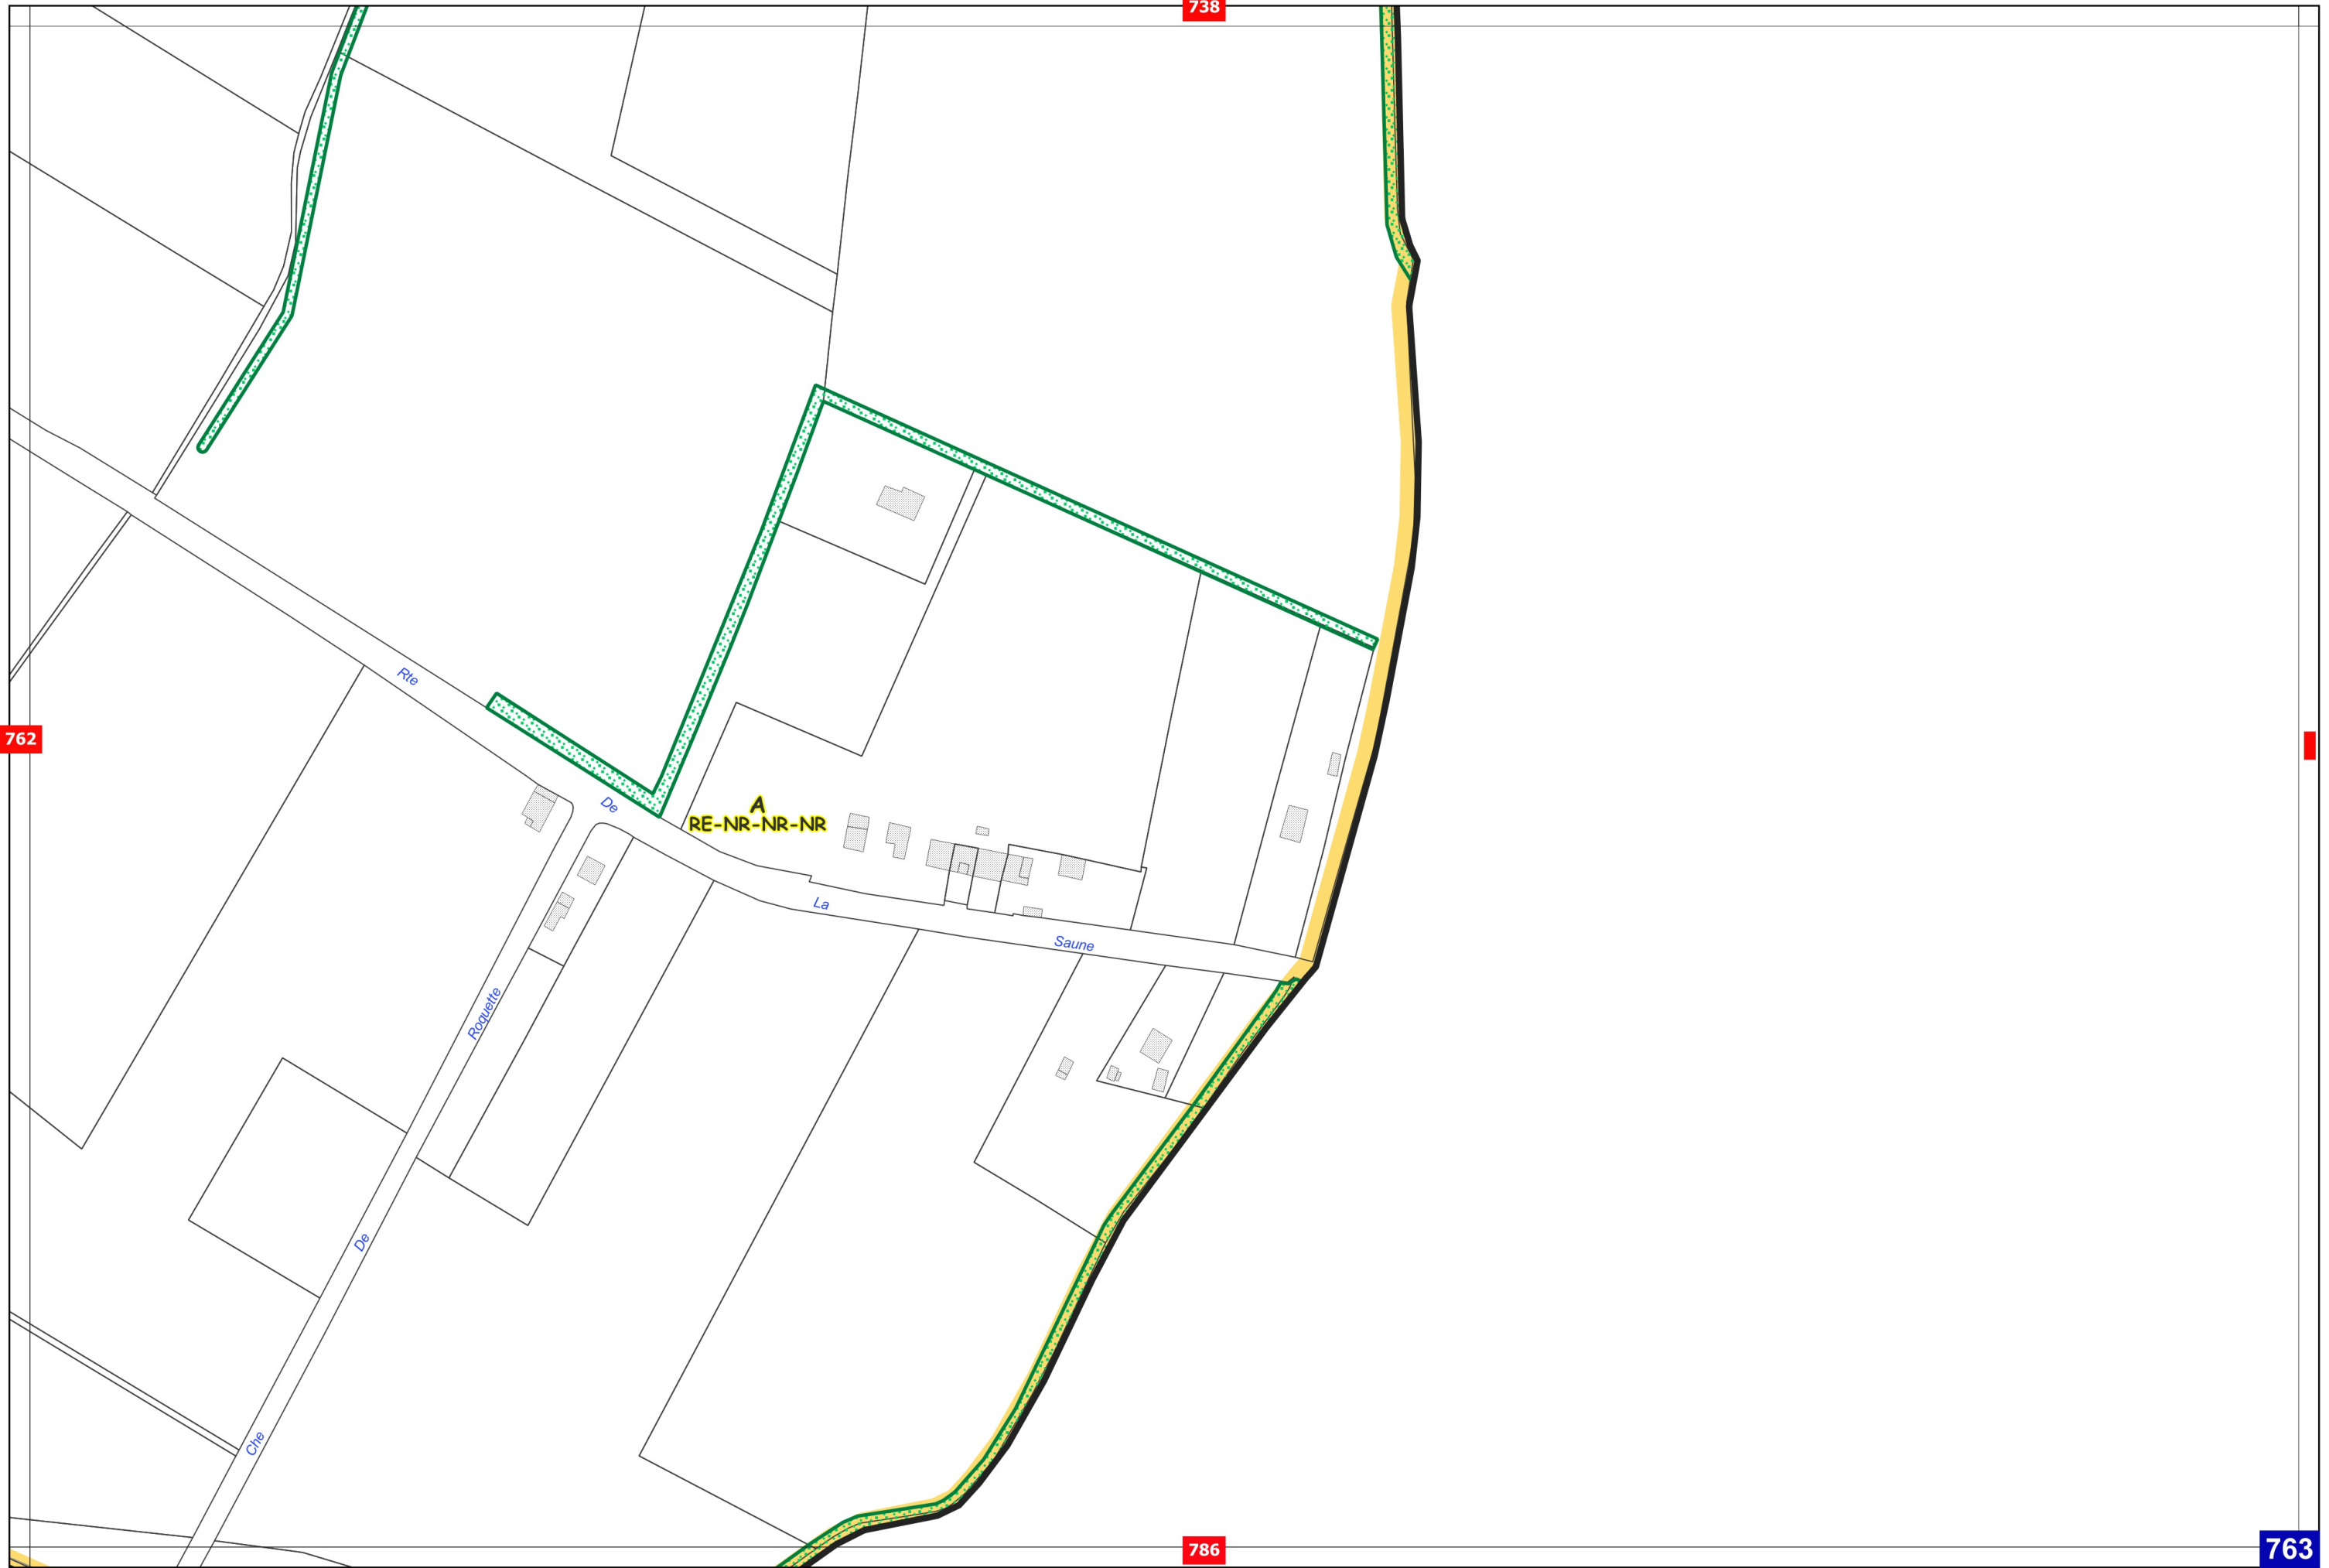 738
Rte
762
De
A
RE-NR-NR-NR
La
Saune
Roquette
De
Che
786
763